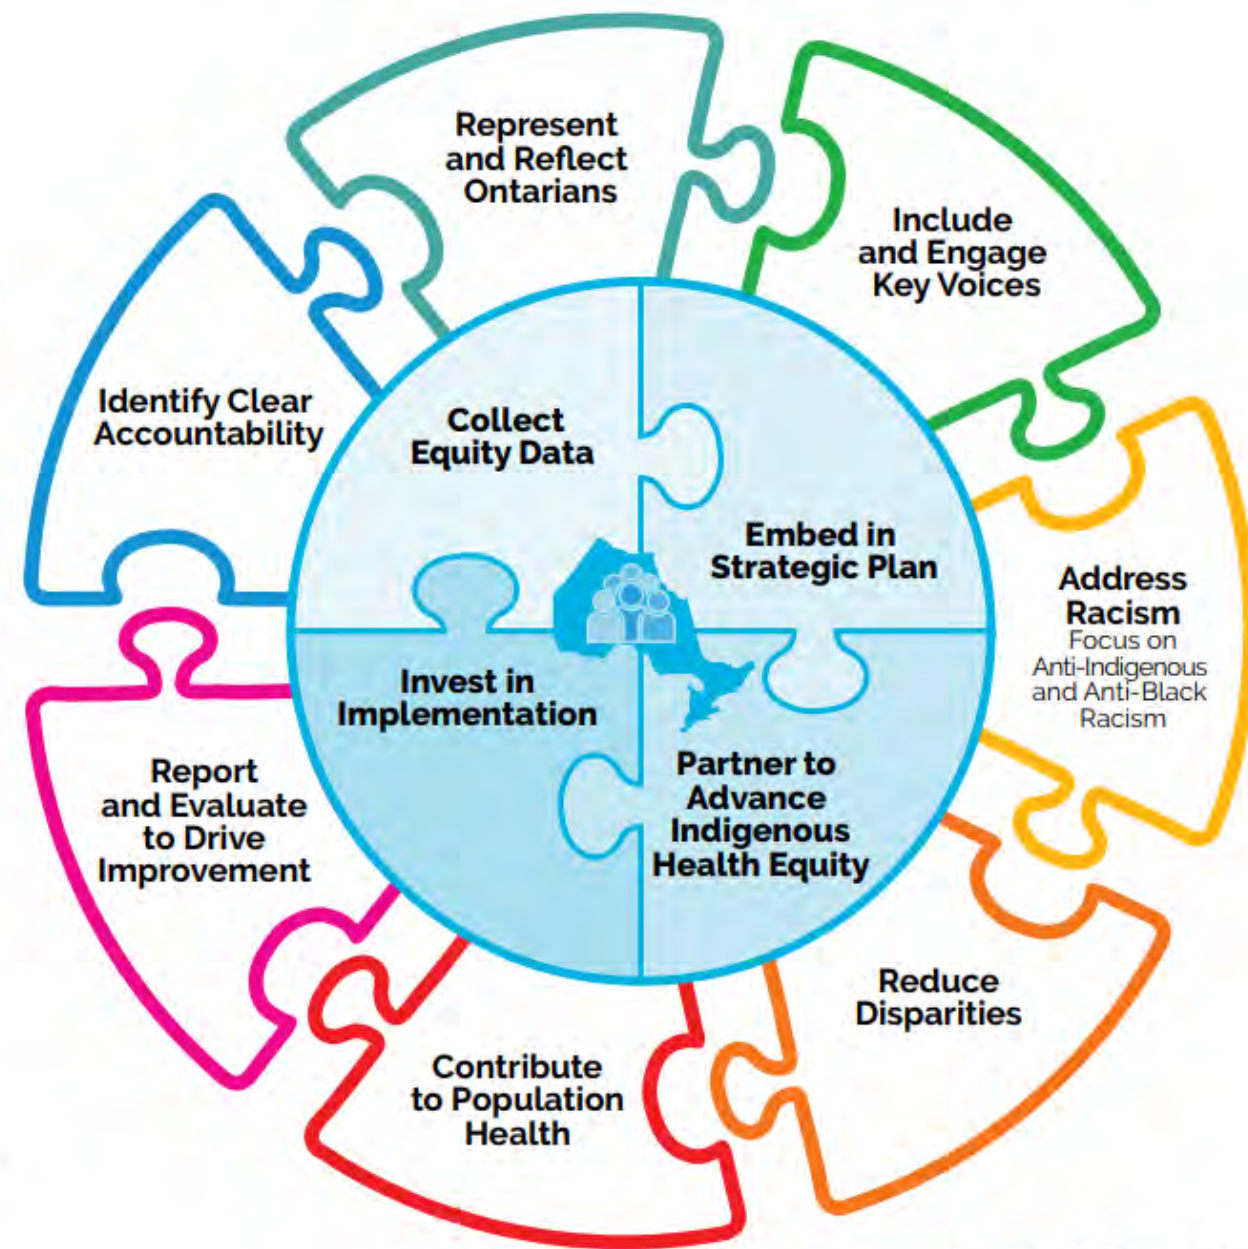 Represent
and Reflect
Ontarians
Include
and Engage
Key Voices
Identify Clear
Accountability
Collect
Equity Data
Embed in
Strategic Plan
Address
Racism
Focus on
Anti-Indigenous
and Anti-Black
Racism
Invest in
Implementation
Report
and Evaluate
to Drive
Improvement
Partner to
Advance
Indigenous
Health Equity
Reduce
Disparities
Contribute
to Population
Health